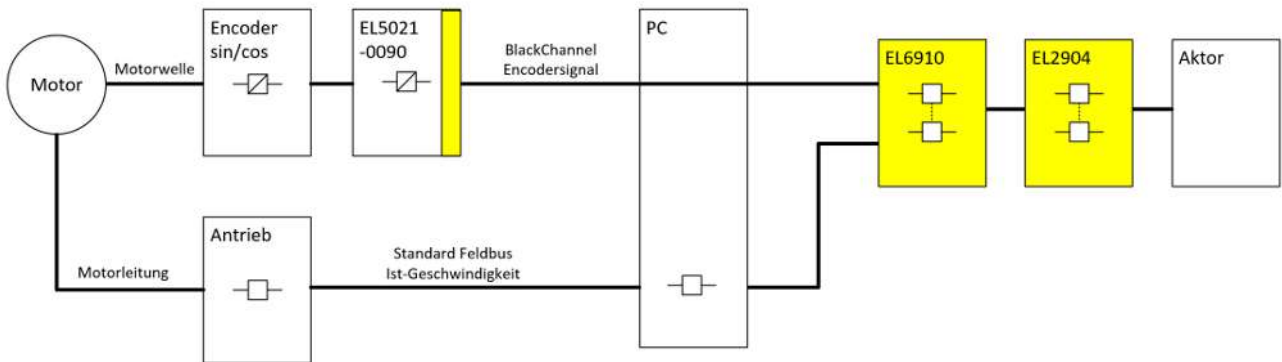 Motor
Motorwelle
Encoder
sin/cos
EL5021
-0090
BlackChannel
Encodersignal
PC
EL6910
EL2904
Aktor
Motorleitung
Antrieb
Standard Feldbus
Ist-Geschwindigkeit